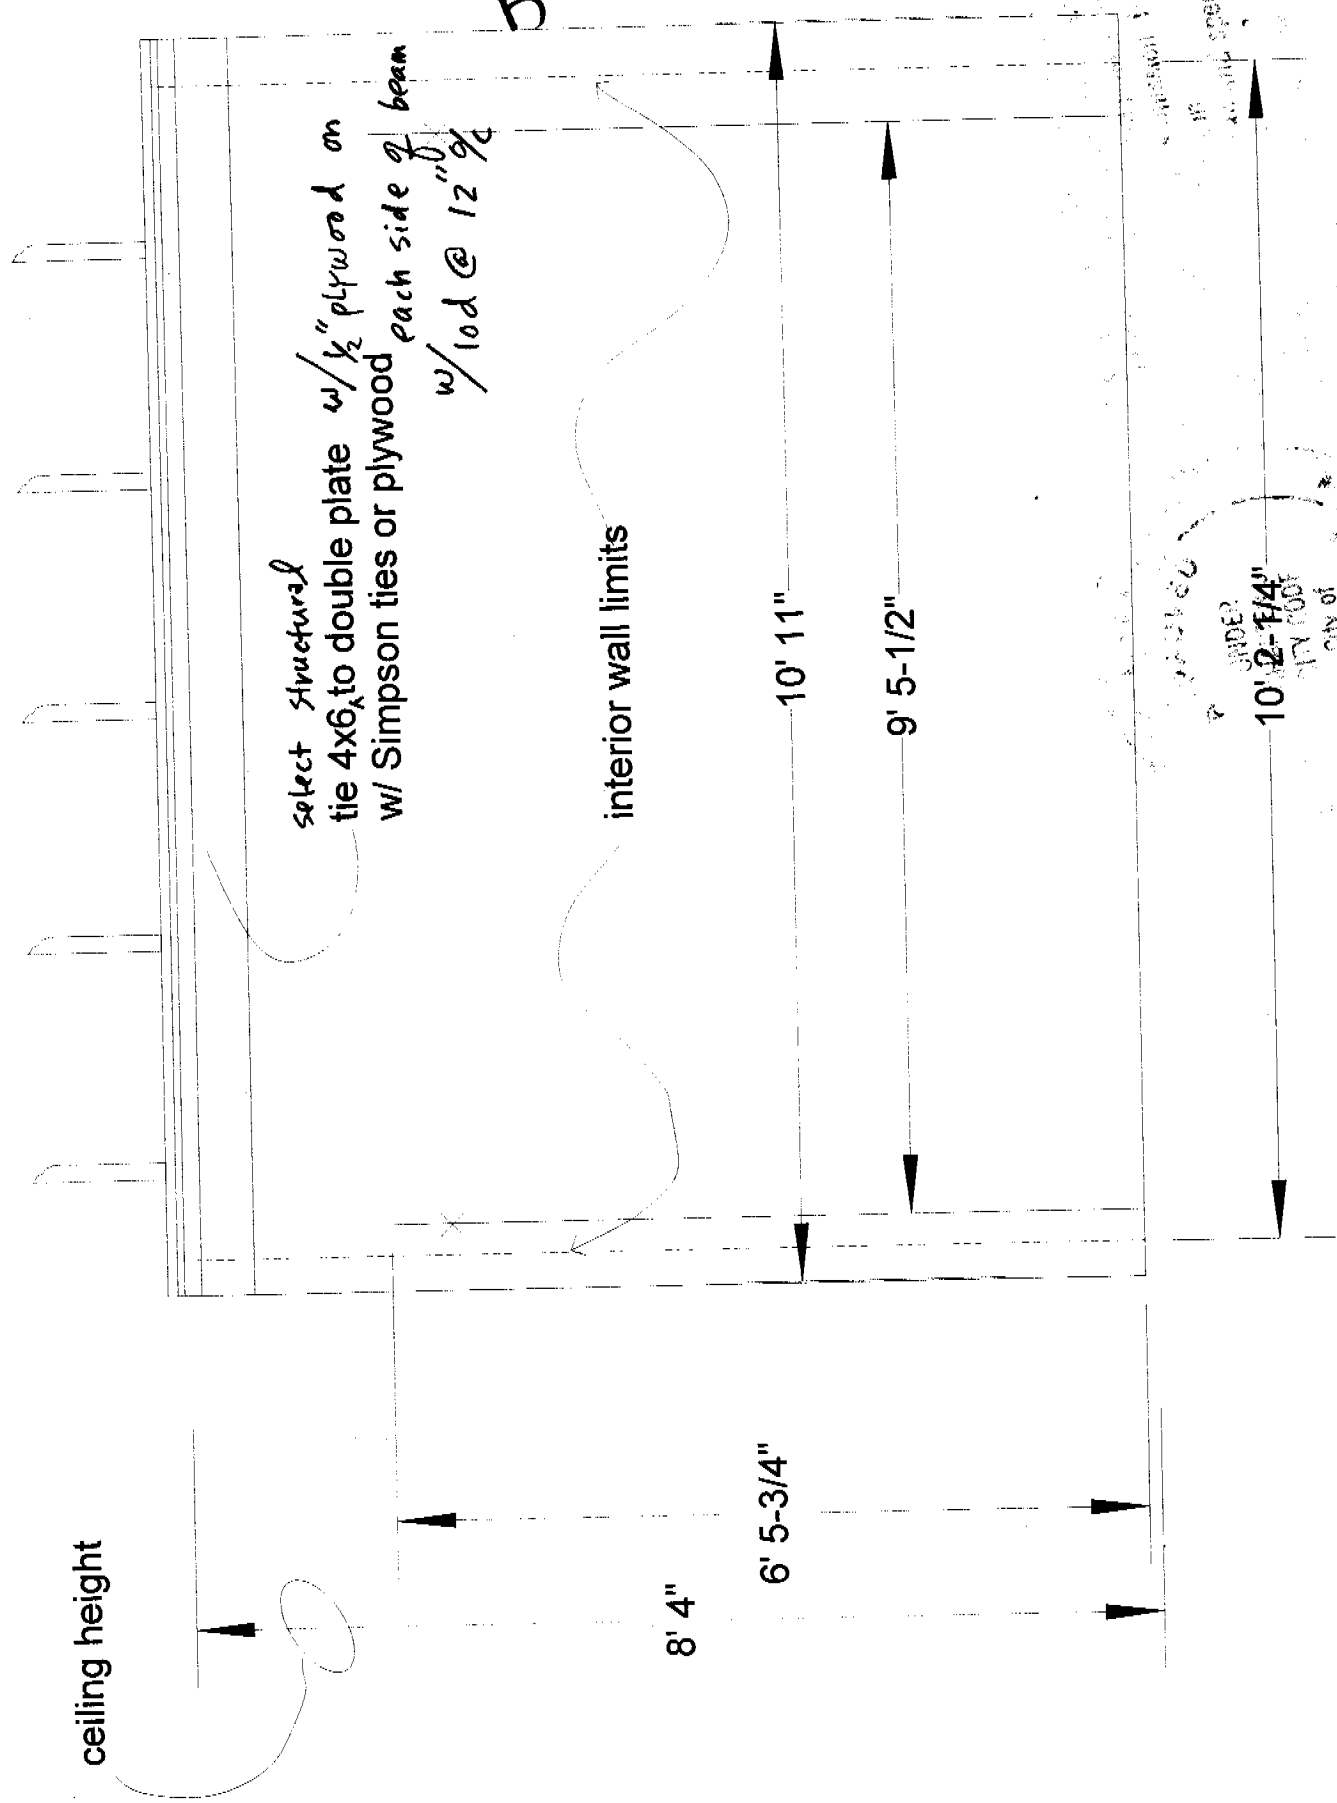 ceiling height
8' 4"
6' 5-3/4"
select structural
tie 4x6 ^ to double plate w/ 1/2" plywood on
w/ Simpson ties or plywood each side of beam
w/ 10d @ 12" o/c
interior wall limits
10' 11"
9' 5-1/2"
10' 2-1/4"
UNDER